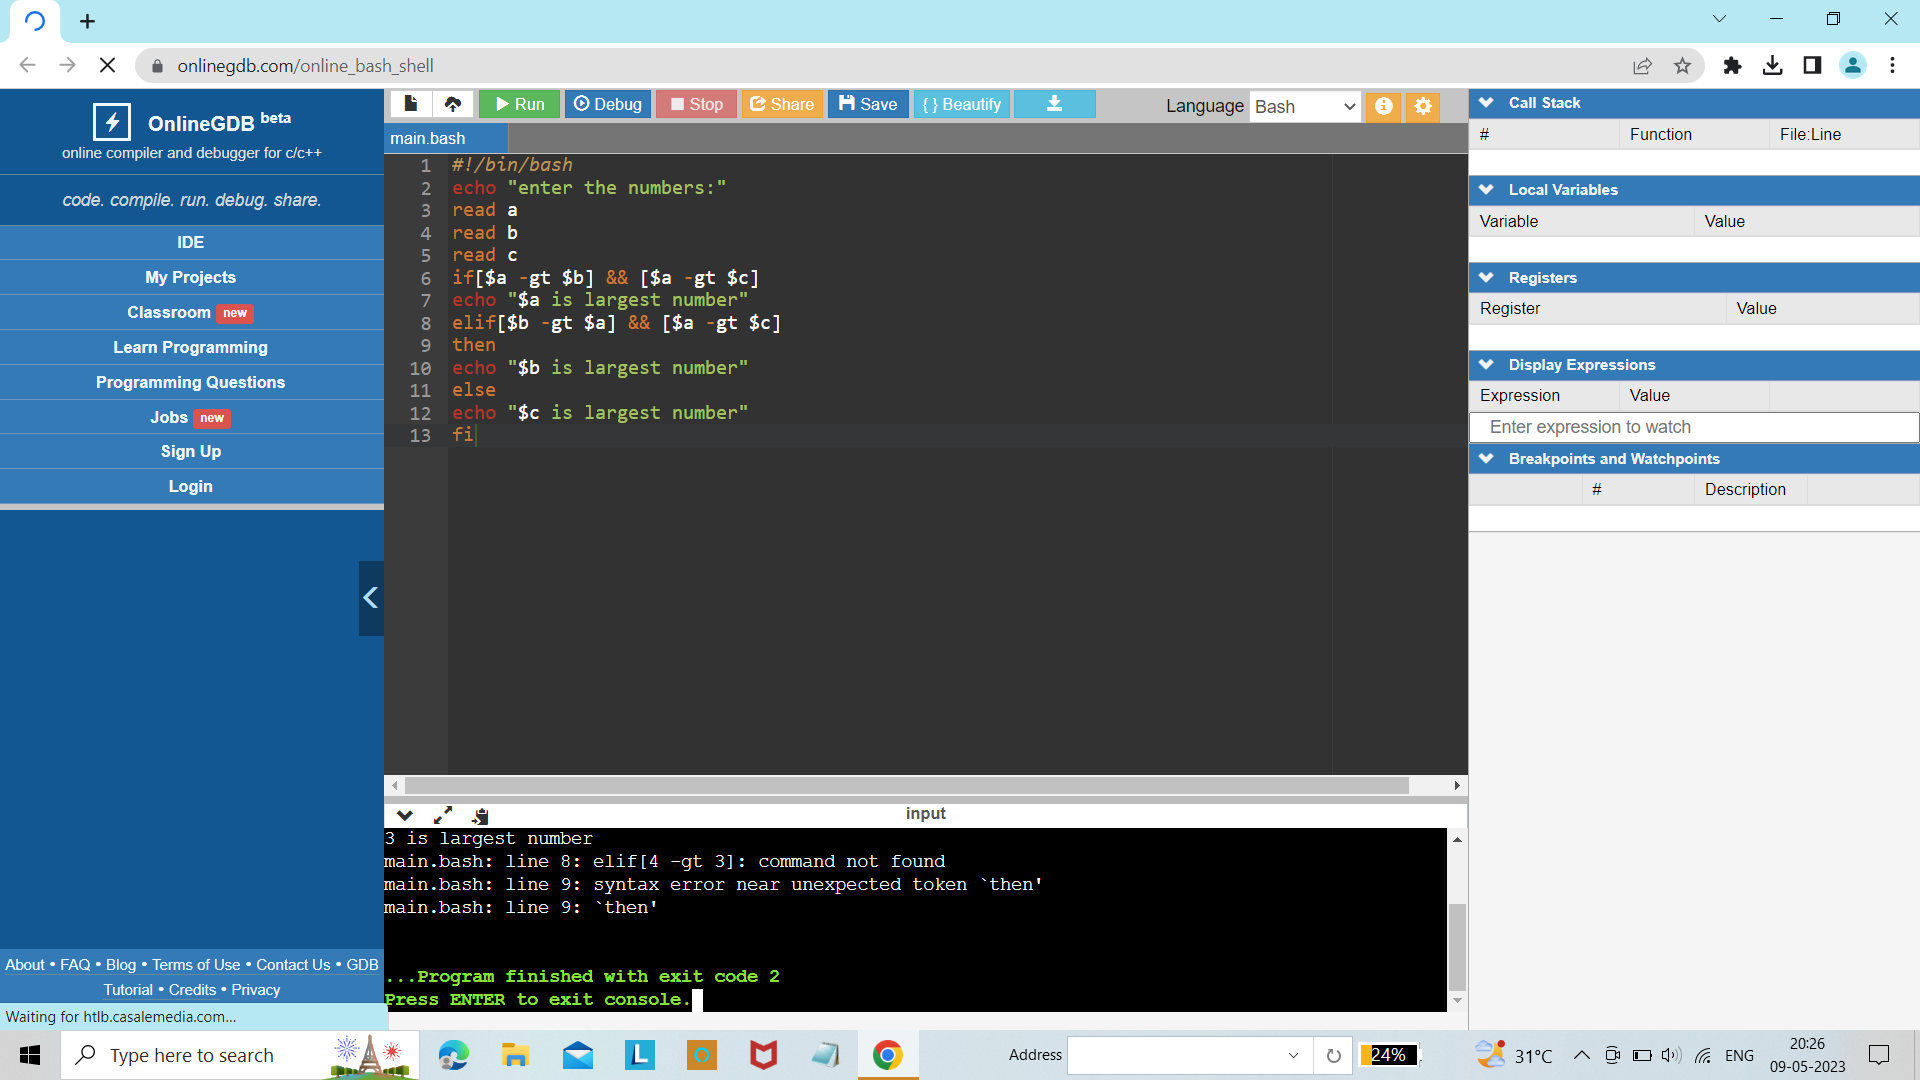 onlinegdb.com/online_bash_shell
OnlineGDB beta
online compiler and debugger for c/c++
code. compile. run. debug. share.
IDE
My Projects
Classroom new
Learn Programming
Programming Questions
Jobs new
Sign Up
Login
About • FAQ • Blog • Terms of Use • Contact Us • GDB
Tutorial • Credits • Privacy
Waiting for htlb.casalemedia.com...
Run Debug Stop Share Save { } Beautify Language Bash
main.bash
1 #!/bin/bash
2 echo "enter the numbers:"
3 read a
4 read b
5 read c
6 if[$a -gt $b] && [$a -gt $c]
7 echo "$a is largest number"
8 elif[$b -gt $a] && [$a -gt $c]
9 then
10 echo "$b is largest number"
11 else
12 echo "$c is largest number"
13 fi
input
3 is largest number
main.bash: line 8: elif[4 -gt 3]: command not found
main.bash: line 9: syntax error near unexpected token `then'
main.bash: line 9: `then'
...Program finished with exit code 2
Press ENTER to exit console.
Call Stack
# Function File:Line
Local Variables
Variable Value
Registers
Register Value
Display Expressions
Expression Value
Enter expression to watch
Breakpoints and Watchpoints
# Description
Type here to search
L
Address
24%
31°C
ENG
20:26
09-05-2023